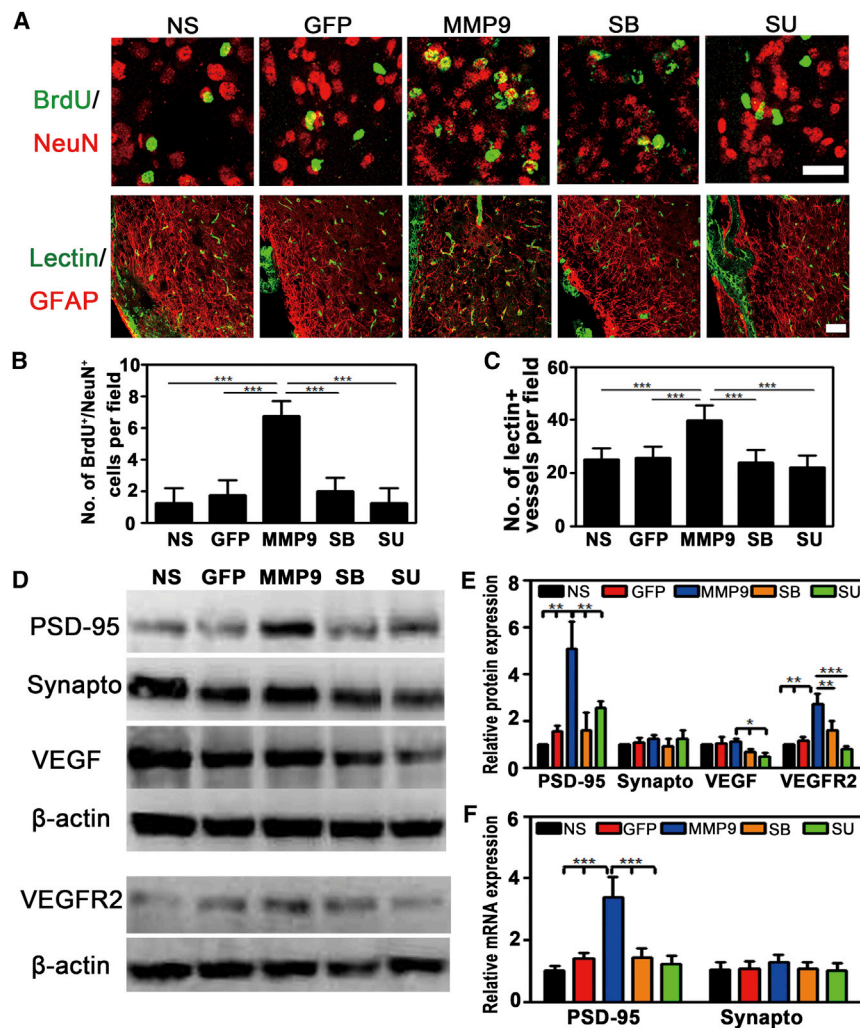 A
NS GFP MMP9 SB SU
BrdU/
NeuN
Lectin/
GFAP
B
No. of BrdU⁺/NeuN⁺
cells per field
10
8
6
4
2
0
*** ***
*** ***
NS GFP MMP9 SB SU
C
No. of lectin+
vessels per field
60
40
20
0
*** ***
*** ***
NS GFP MMP9 SB SU
D
NS GFP MMP9 SB SU
PSD-95
Synapto
VEGF
β-actin
VEGFR2
β-actin
E
Relative protein expression
8
6
4
2
0
NS GFP MMP9 SB SU
** ** * ** *** **
PSD-95 Synapto VEGF VEGFR2
F
Relative mRNA expression
6
4
2
0
NS GFP MMP9 SB SU
*** ***
PSD-95 Synapto